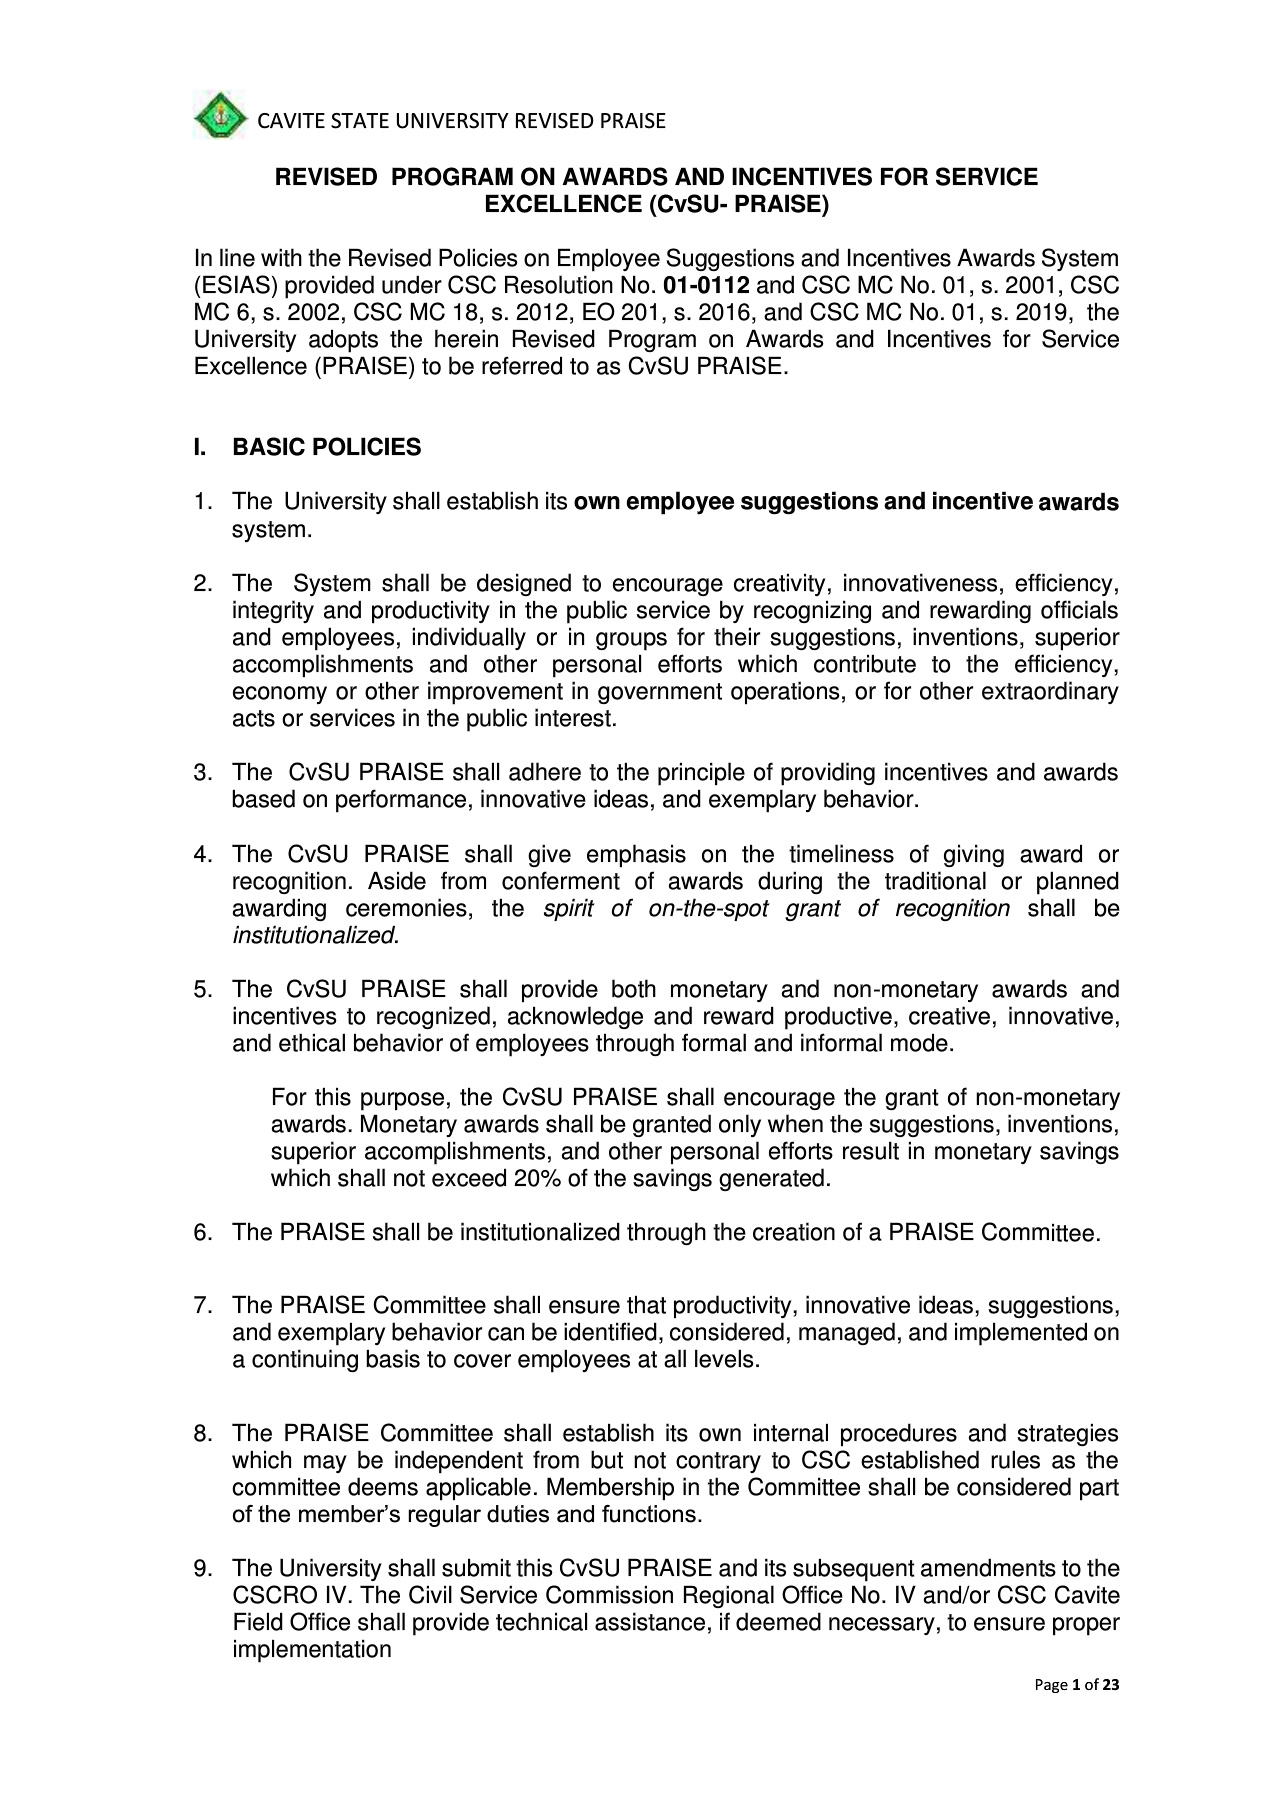 CAVITE STATE UNIVERSITY REVISED PRAISE
REVISED PROGRAM ON AWARDS AND INCENTIVES FOR SERVICE
EXCELLENCE (CvSU- PRAISE)
In line with the Revised Policies on Employee Suggestions and Incentives Awards System
(ESIAS) provided under CSC Resolution No. 01-0112 and CSC MC No. 01, s. 2001, CSC
MC 6, s. 2002, CSC MC 18, s. 2012, EO 201, s. 2016, and CSC MC No. 01, s. 2019, the
University adopts the herein Revised Program on Awards and Incentives for Service
Excellence (PRAISE) to be referred to as CvSU PRAISE.
I. BASIC POLICIES
1. The University shall establish its own employee suggestions and incentive awards
system.
2. The System shall be designed to encourage creativity, innovativeness, efficiency,
integrity and productivity in the public service by recognizing and rewarding officials
and employees, individually or in groups for their suggestions, inventions, superior
accomplishments and other personal efforts which contribute to the efficiency,
economy or other improvement in government operations, or for other extraordinary
acts or services in the public interest.
3. The CvSU PRAISE shall adhere to the principle of providing incentives and awards
based on performance, innovative ideas, and exemplary behavior.
4. The CvSU PRAISE shall give emphasis on the timeliness of giving award or
recognition. Aside from conferment of awards during the traditional or planned
awarding ceremonies, the spirit of on-the-spot grant of recognition shall be
institutionalized.
5. The CvSU PRAISE shall provide both monetary and non-monetary awards and
incentives to recognized, acknowledge and reward productive, creative, innovative,
and ethical behavior of employees through formal and informal mode.
For this purpose, the CvSU PRAISE shall encourage the grant of non-monetary
awards. Monetary awards shall be granted only when the suggestions, inventions,
superior accomplishments, and other personal efforts result in monetary savings
which shall not exceed 20% of the savings generated.
6. The PRAISE shall be institutionalized through the creation of a PRAISE Committee.
7. The PRAISE Committee shall ensure that productivity, innovative ideas, suggestions,
and exemplary behavior can be identified, considered, managed, and implemented on
a continuing basis to cover employees at all levels.
8. The PRAISE Committee shall establish its own internal procedures and strategies
which may be independent from but not contrary to CSC established rules as the
committee deems applicable. Membership in the Committee shall be considered part
of the member’s regular duties and functions.
9. The University shall submit this CvSU PRAISE and its subsequent amendments to the
CSCRO IV. The Civil Service Commission Regional Office No. IV and/or CSC Cavite
Field Office shall provide technical assistance, if deemed necessary, to ensure proper
implementation
Page 1 of 23